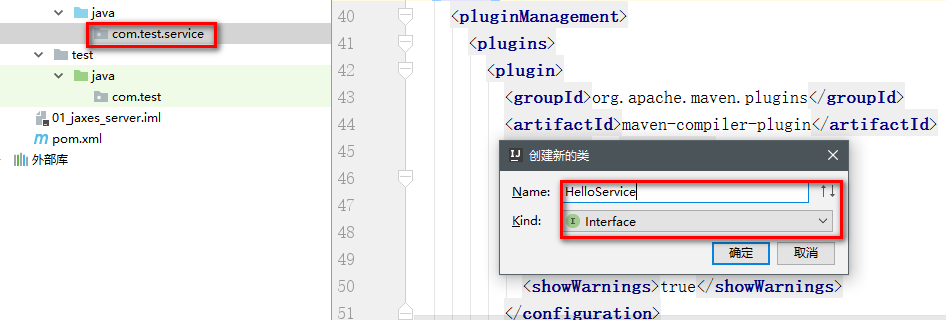 java
com.test.service
test
java
com.test
01_jaxes_server.iml
pom.xml
外部库
40 <pluginManagement>
41 <plugins>
42 <plugin>
43 <groupId>org.apache.maven.plugins</groupId>
44 <artifactId>maven-compiler-plugin</artifactId>
45
46
47
48
49
50 <showWarnings>true</showWarnings>
51 </configuration>
创建新的类
Name: HelloService
Kind: I Interface
确定 取消